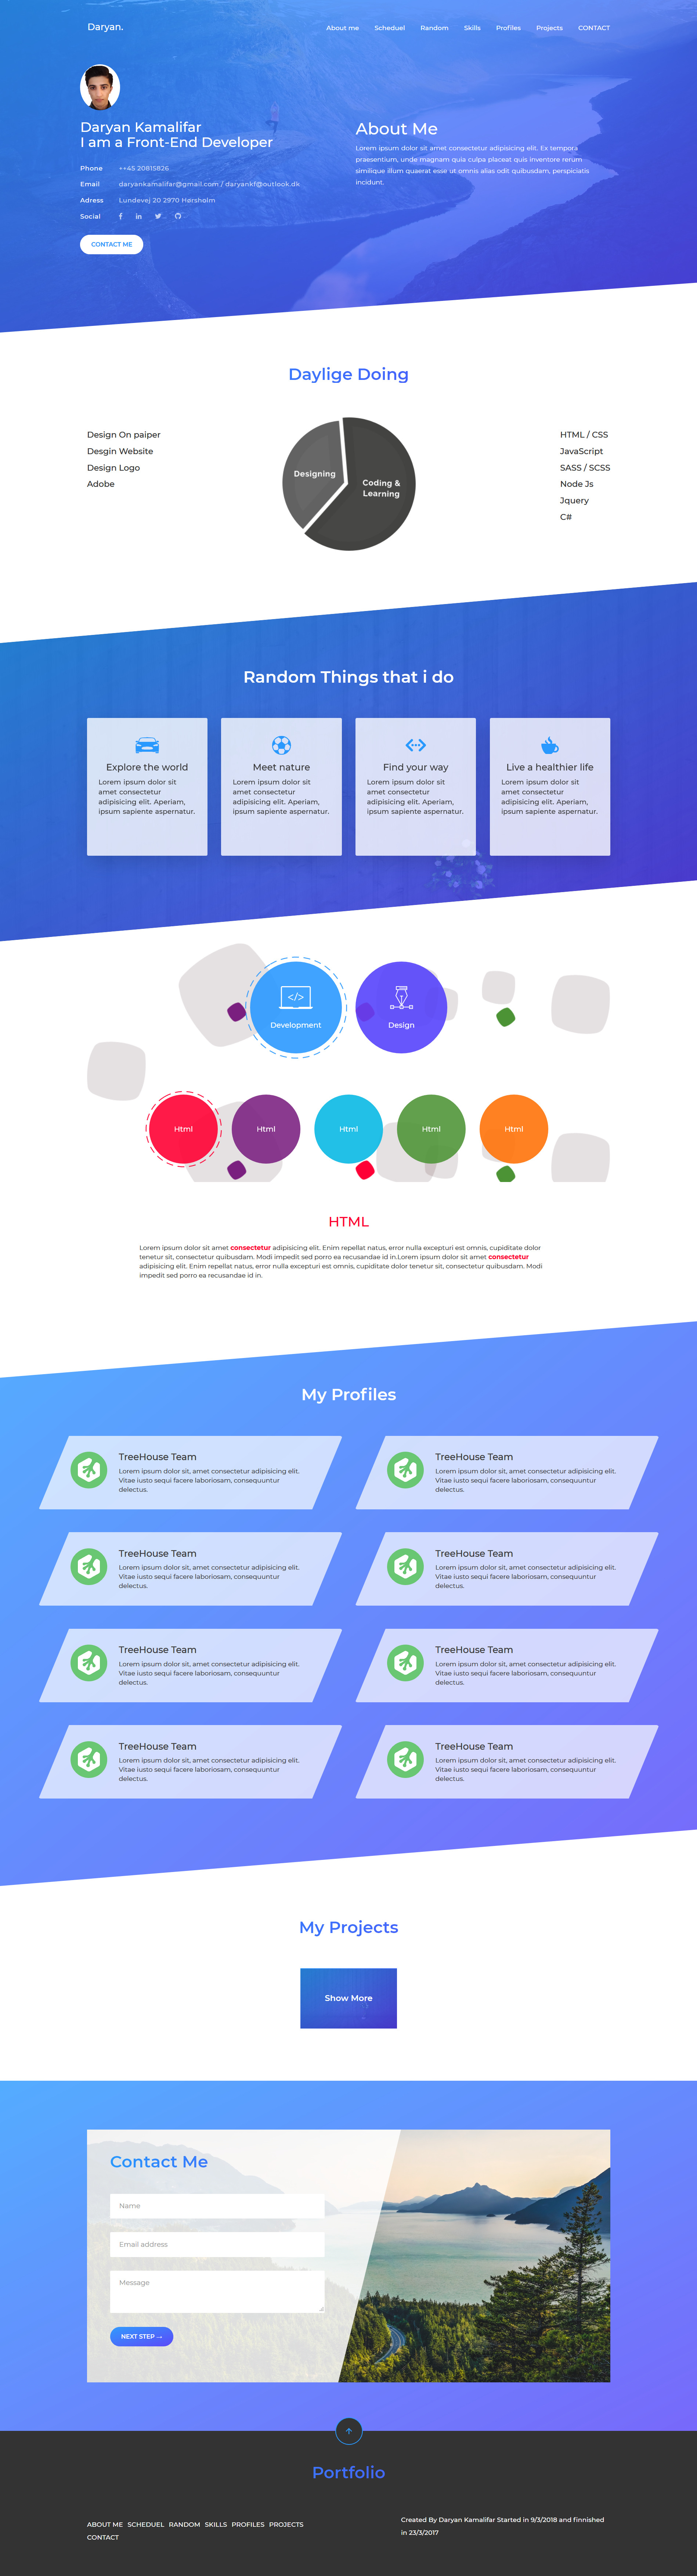 Daryan.
About me Scheduel Random Skills Profiles Projects CONTACT
Daryan Kamalifar
I am a Front-End Developer
Phone ++45 20815826
Email daryankamalifar@gmail.com / daryankf@outlook.dk
Adress Lundevej 20 2970 Hørsholm
Social
CONTACT ME
About Me
Lorem ipsum dolor sit amet consectetur adipisicing elit. Ex tempora
praesentium, unde magnam quia culpa placeat quis inventore rerum
similique illum quaerat esse ut omnis alias odit quibusdam, perspiciatis
incidunt.
Daylige Doing
Design On paiper
Desgin Website
Design Logo
Adobe
Designing
Coding &
Learning
HTML / CSS
JavaScript
SASS / SCSS
Node Js
Jquery
C#
Random Things that i do
Explore the world
Lorem ipsum dolor sit
amet consectetur
adipisicing elit. Aperiam,
ipsum sapiente aspernatur.
Meet nature
Lorem ipsum dolor sit
amet consectetur
adipisicing elit. Aperiam,
ipsum sapiente aspernatur.
Find your way
Lorem ipsum dolor sit
amet consectetur
adipisicing elit. Aperiam,
ipsum sapiente aspernatur.
Live a healthier life
Lorem ipsum dolor sit
amet consectetur
adipisicing elit. Aperiam,
ipsum sapiente aspernatur.
</>
Development
Design
Html
Html
Html
Html
Html
HTML
Lorem ipsum dolor sit amet consectetur adipisicing elit. Enim repellat natus, error nulla excepturi est omnis, cupiditate dolor
tenetur sit, consectetur quibusdam. Modi impedit sed porro ea recusandae id in.Lorem ipsum dolor sit amet consectetur
adipisicing elit. Enim repellat natus, error nulla excepturi est omnis, cupiditate dolor tenetur sit, consectetur quibusdam. Modi
impedit sed porro ea recusandae id in.
My Profiles
TreeHouse Team
Lorem ipsum dolor sit, amet consectetur adipisicing elit.
Vitae iusto sequi facere laboriosam, consequuntur
delectus.
TreeHouse Team
Lorem ipsum dolor sit, amet consectetur adipisicing elit.
Vitae iusto sequi facere laboriosam, consequuntur
delectus.
TreeHouse Team
Lorem ipsum dolor sit, amet consectetur adipisicing elit.
Vitae iusto sequi facere laboriosam, consequuntur
delectus.
TreeHouse Team
Lorem ipsum dolor sit, amet consectetur adipisicing elit.
Vitae iusto sequi facere laboriosam, consequuntur
delectus.
TreeHouse Team
Lorem ipsum dolor sit, amet consectetur adipisicing elit.
Vitae iusto sequi facere laboriosam, consequuntur
delectus.
TreeHouse Team
Lorem ipsum dolor sit, amet consectetur adipisicing elit.
Vitae iusto sequi facere laboriosam, consequuntur
delectus.
TreeHouse Team
Lorem ipsum dolor sit, amet consectetur adipisicing elit.
Vitae iusto sequi facere laboriosam, consequuntur
delectus.
TreeHouse Team
Lorem ipsum dolor sit, amet consectetur adipisicing elit.
Vitae iusto sequi facere laboriosam, consequuntur
delectus.
My Projects
Show More
Contact Me
Name
Email address
Message
NEXT STEP →
Portfolio
ABOUT ME SCHEDUEL RANDOM SKILLS PROFILES PROJECTS
CONTACT
Created By Daryan Kamalifar Started in 9/3/2018 and finnished
in 23/3/2017